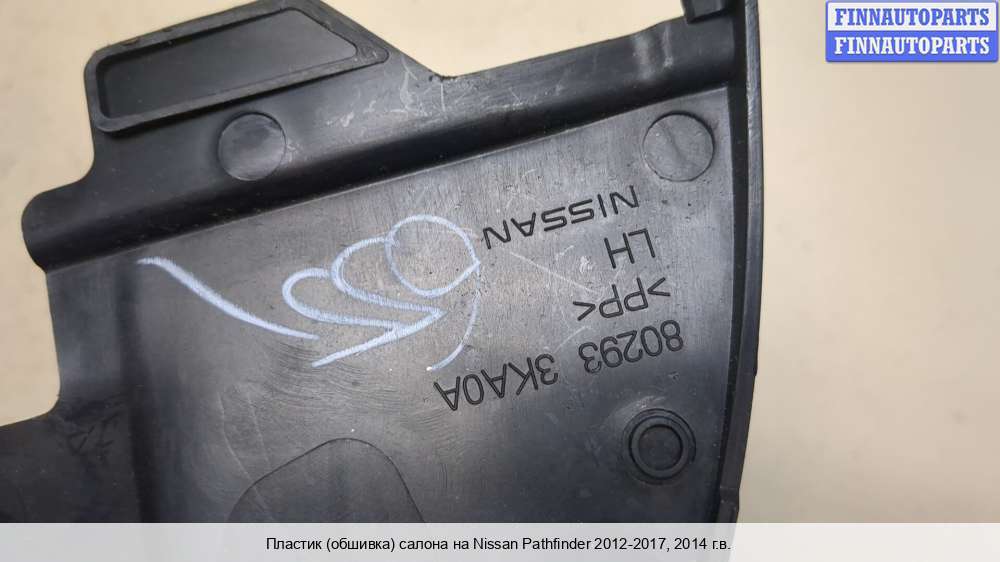 FINNAUTOPARTS
FINNAUTOPARTS
NISSAN
LH
>PP<
80293 3KA0A
Пластик (обшивка) салона на Nissan Pathfinder 2012-2017, 2014 г.в.